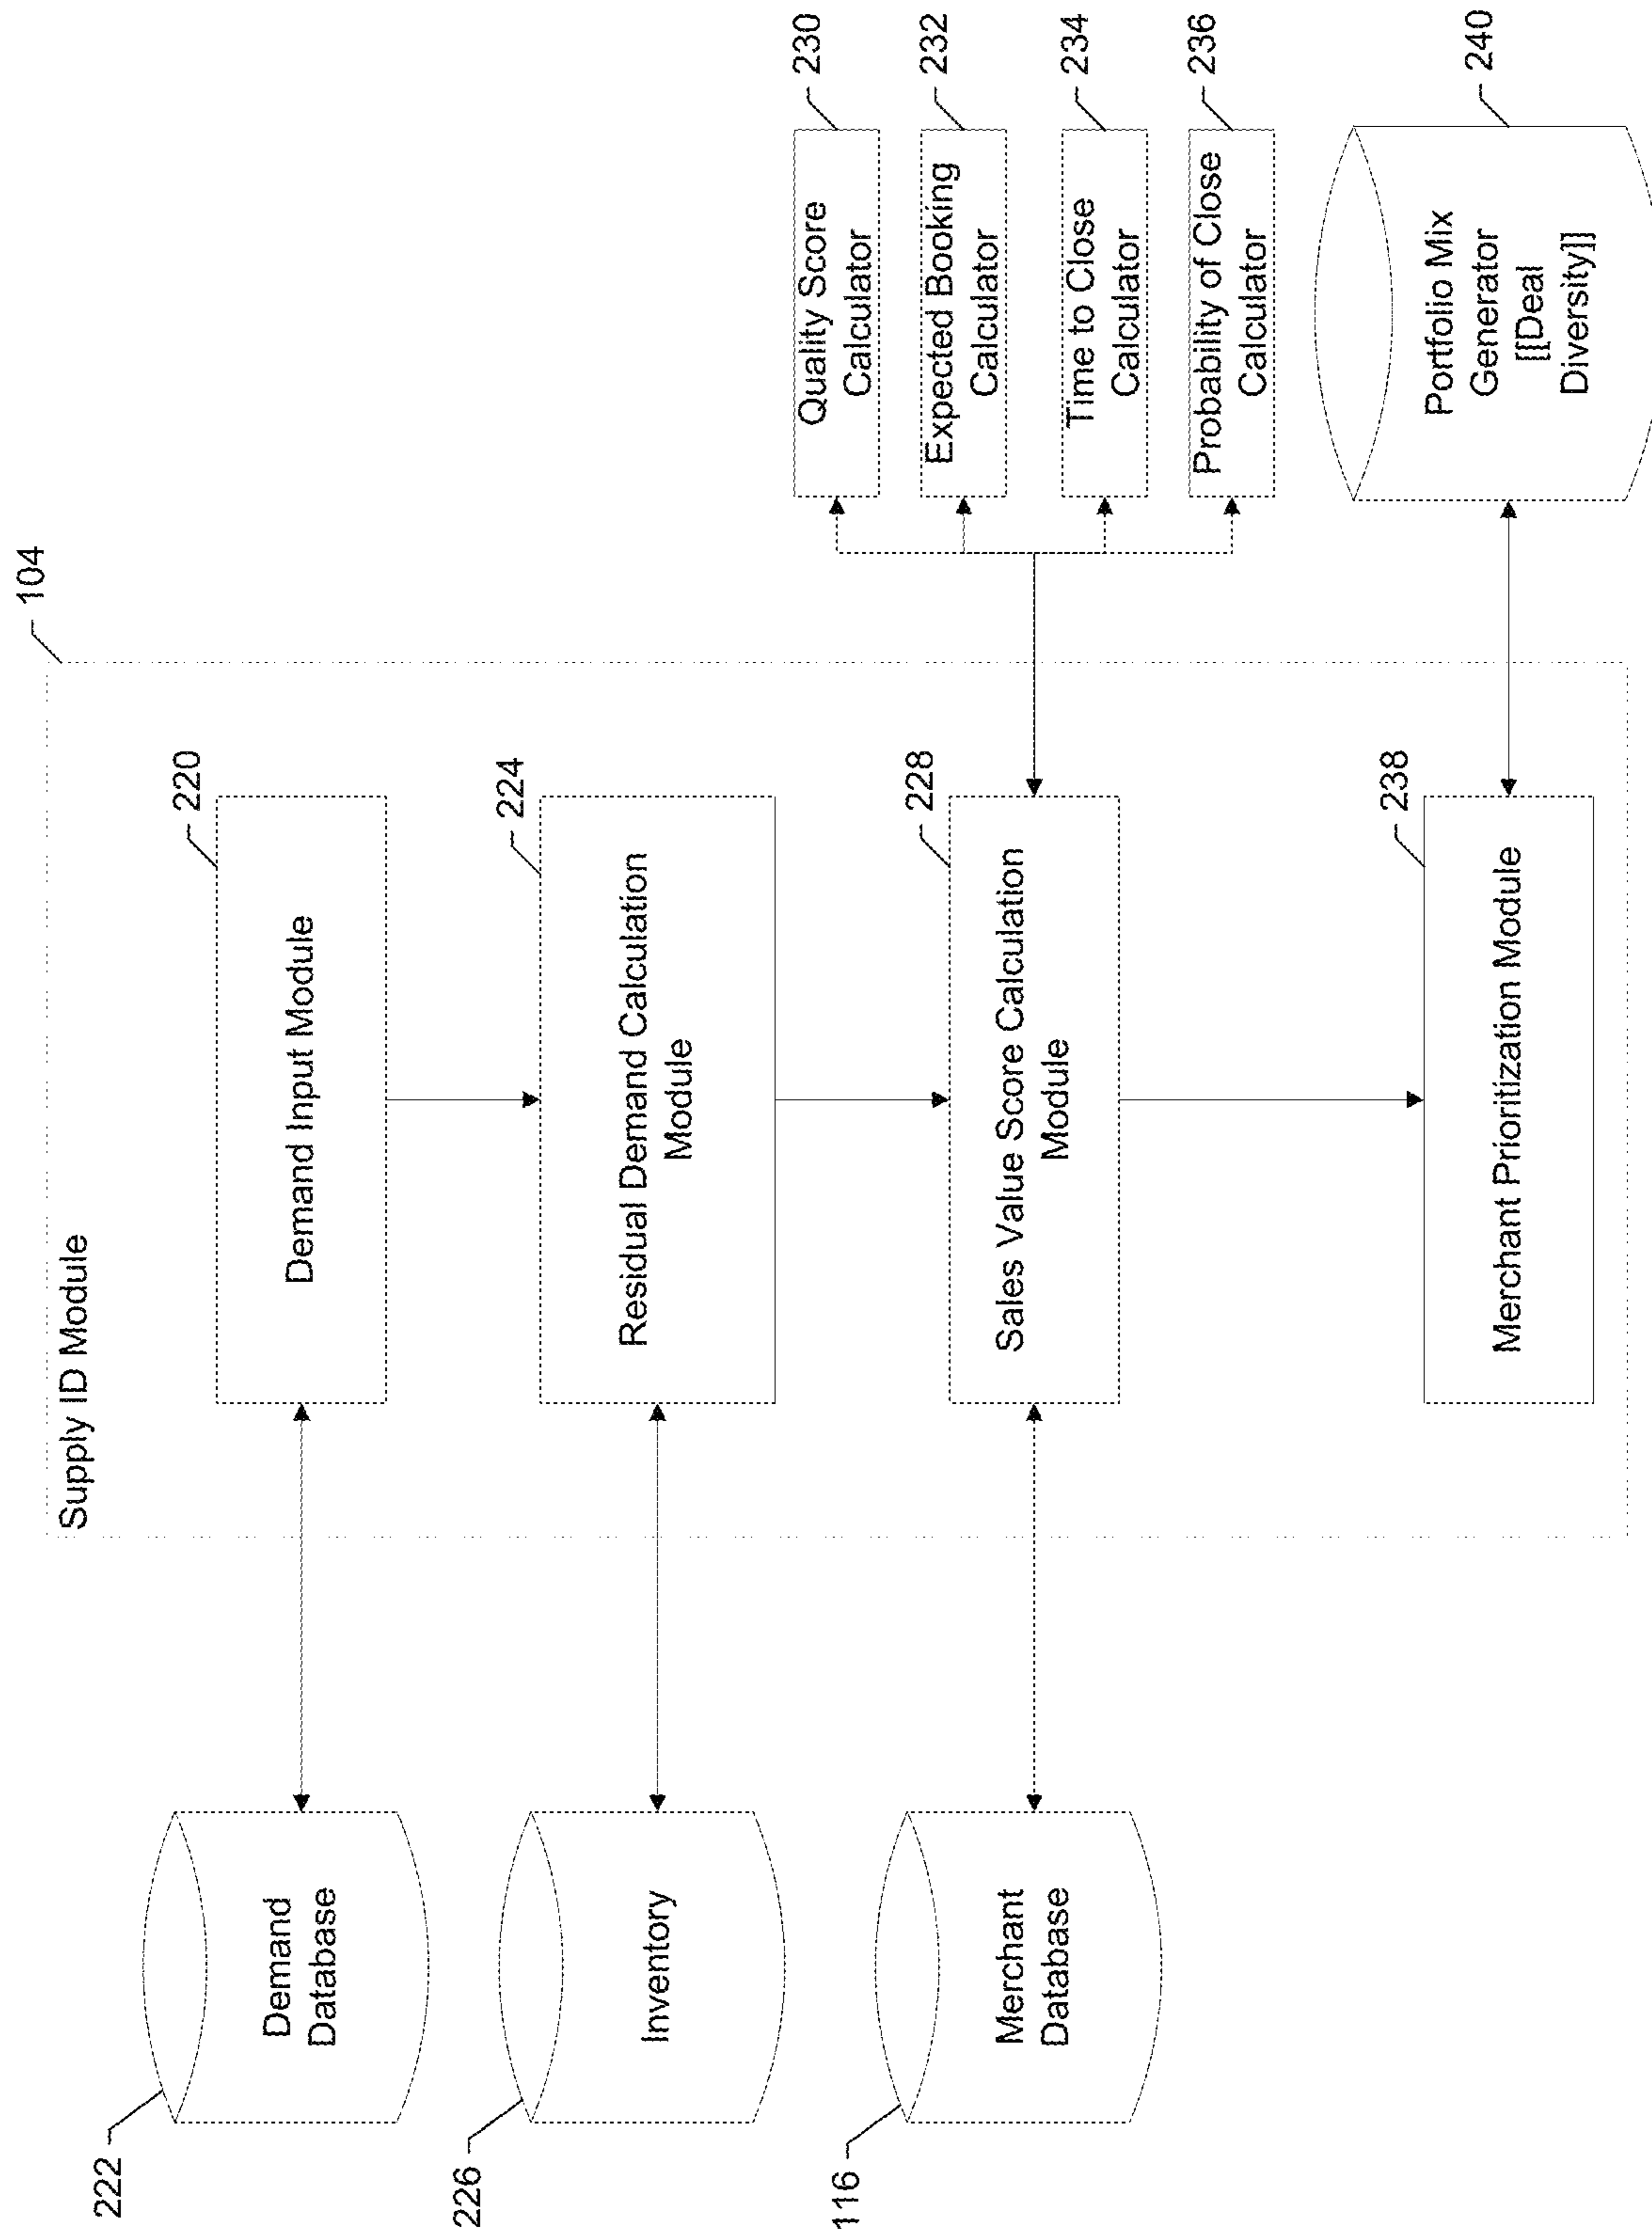 104
Supply ID Module
222
Demand
Database
220
Demand Input Module
226
Inventory
224
Residual Demand Calculation
Module
116
Merchant
Database
228
Sales Value Score Calculation
Module
230
Quality Score
Calculator
232
Expected Booking
Calculator
234
Time to Close
Calculator
236
Probability of Close
Calculator
238
Merchant Prioritization Module
240
Portfolio Mix
Generator
[[Deal
Diversity]]